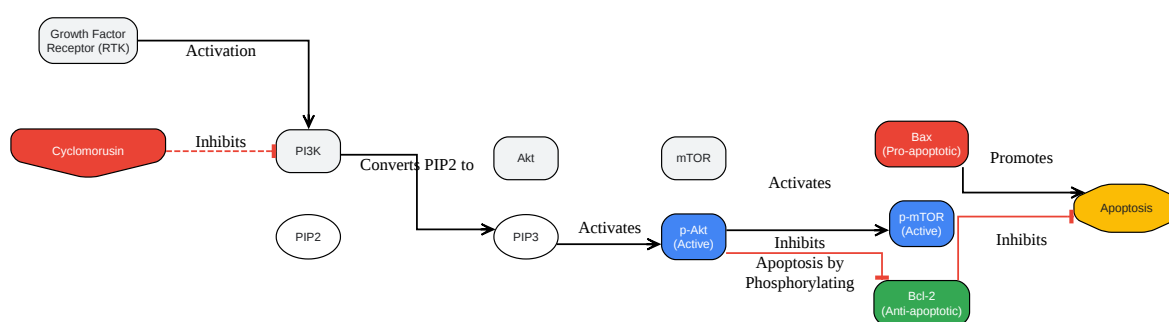 Growth Factor
Receptor (RTK)
Activation
Cyclomorusin
Inhibits
PI3K
Converts PIP2 to
Akt
mTOR
Bax
(Pro-apoptotic)
Promotes
Activates
PIP2
PIP3
Activates
p-Akt
(Active)
p-mTOR
(Active)
Apoptosis
Inhibits
Apoptosis by
Phosphorylating
Inhibits
Bcl-2
(Anti-apoptotic)